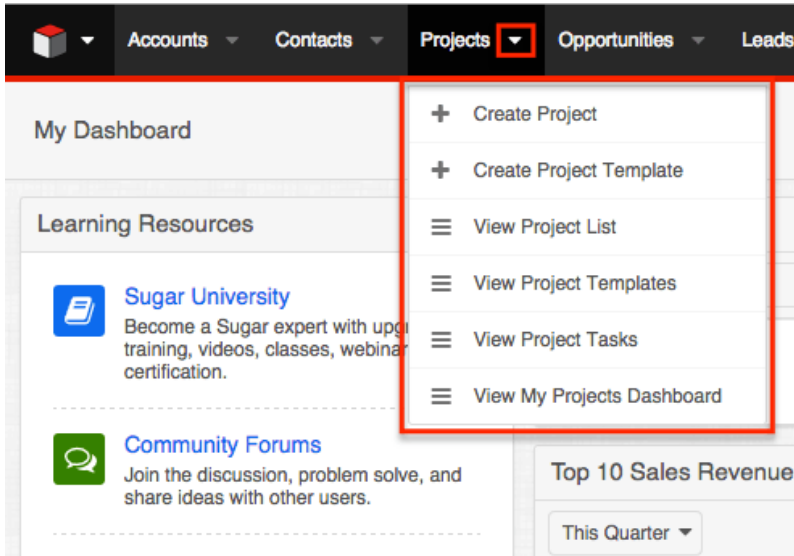 Accounts Contacts Projects Opportunities Leads
My Dashboard
Create Project
Create Project Template
View Project List
View Project Templates
View Project Tasks
View My Projects Dashboard
Learning Resources
Sugar University
Become a Sugar expert with
training, videos, classes,
certification.
Community Forums
Join the discussion, problem solve, and
share ideas with other users.
Top 10 Sales Revenue
This Quarter